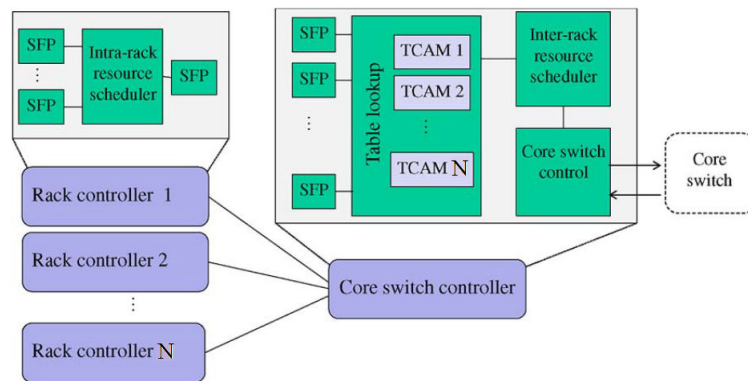 SFP
⋮
SFP
Intra-rack
resource
scheduler
SFP
SFP
SFP
⋮
SFP
Table lookup
TCAM 1
TCAM 2
⋮
TCAM N
Inter-rack
resource
scheduler
Core switch
control
Core
switch
Rack controller 1
Rack controller 2
⋮
Rack controller N
Core switch controller